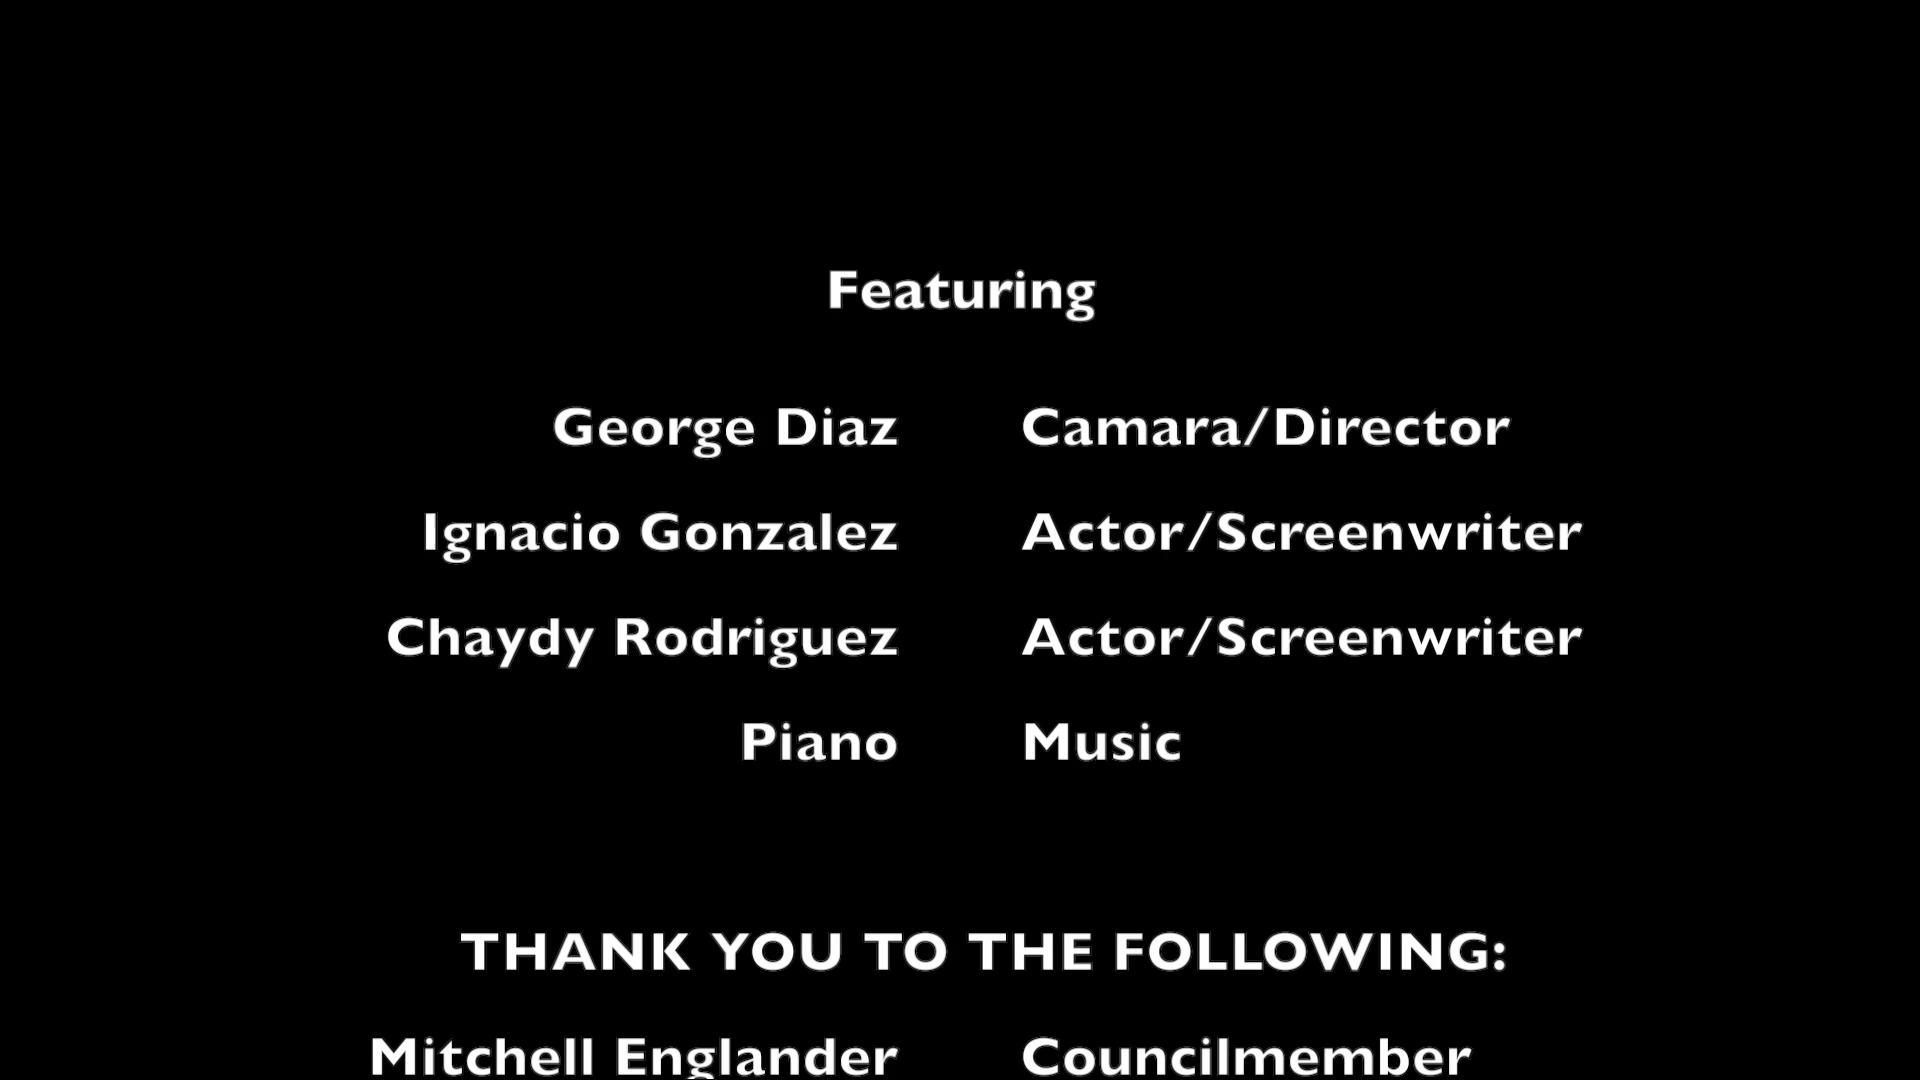 Featuring
George Diaz Camara/Director
Ignacio Gonzalez Actor/Screenwriter
Chaydy Rodriguez Actor/Screenwriter
Piano Music
THANK YOU TO THE FOLLOWING:
Mitchell Englander Councilmember